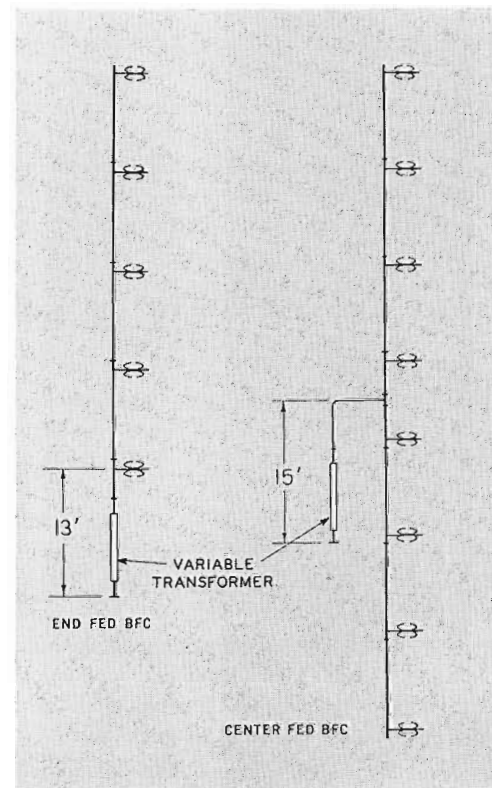 15'
13'
VARIABLE
TRANSFORMER
END FED BFC
CENTER FED BFC